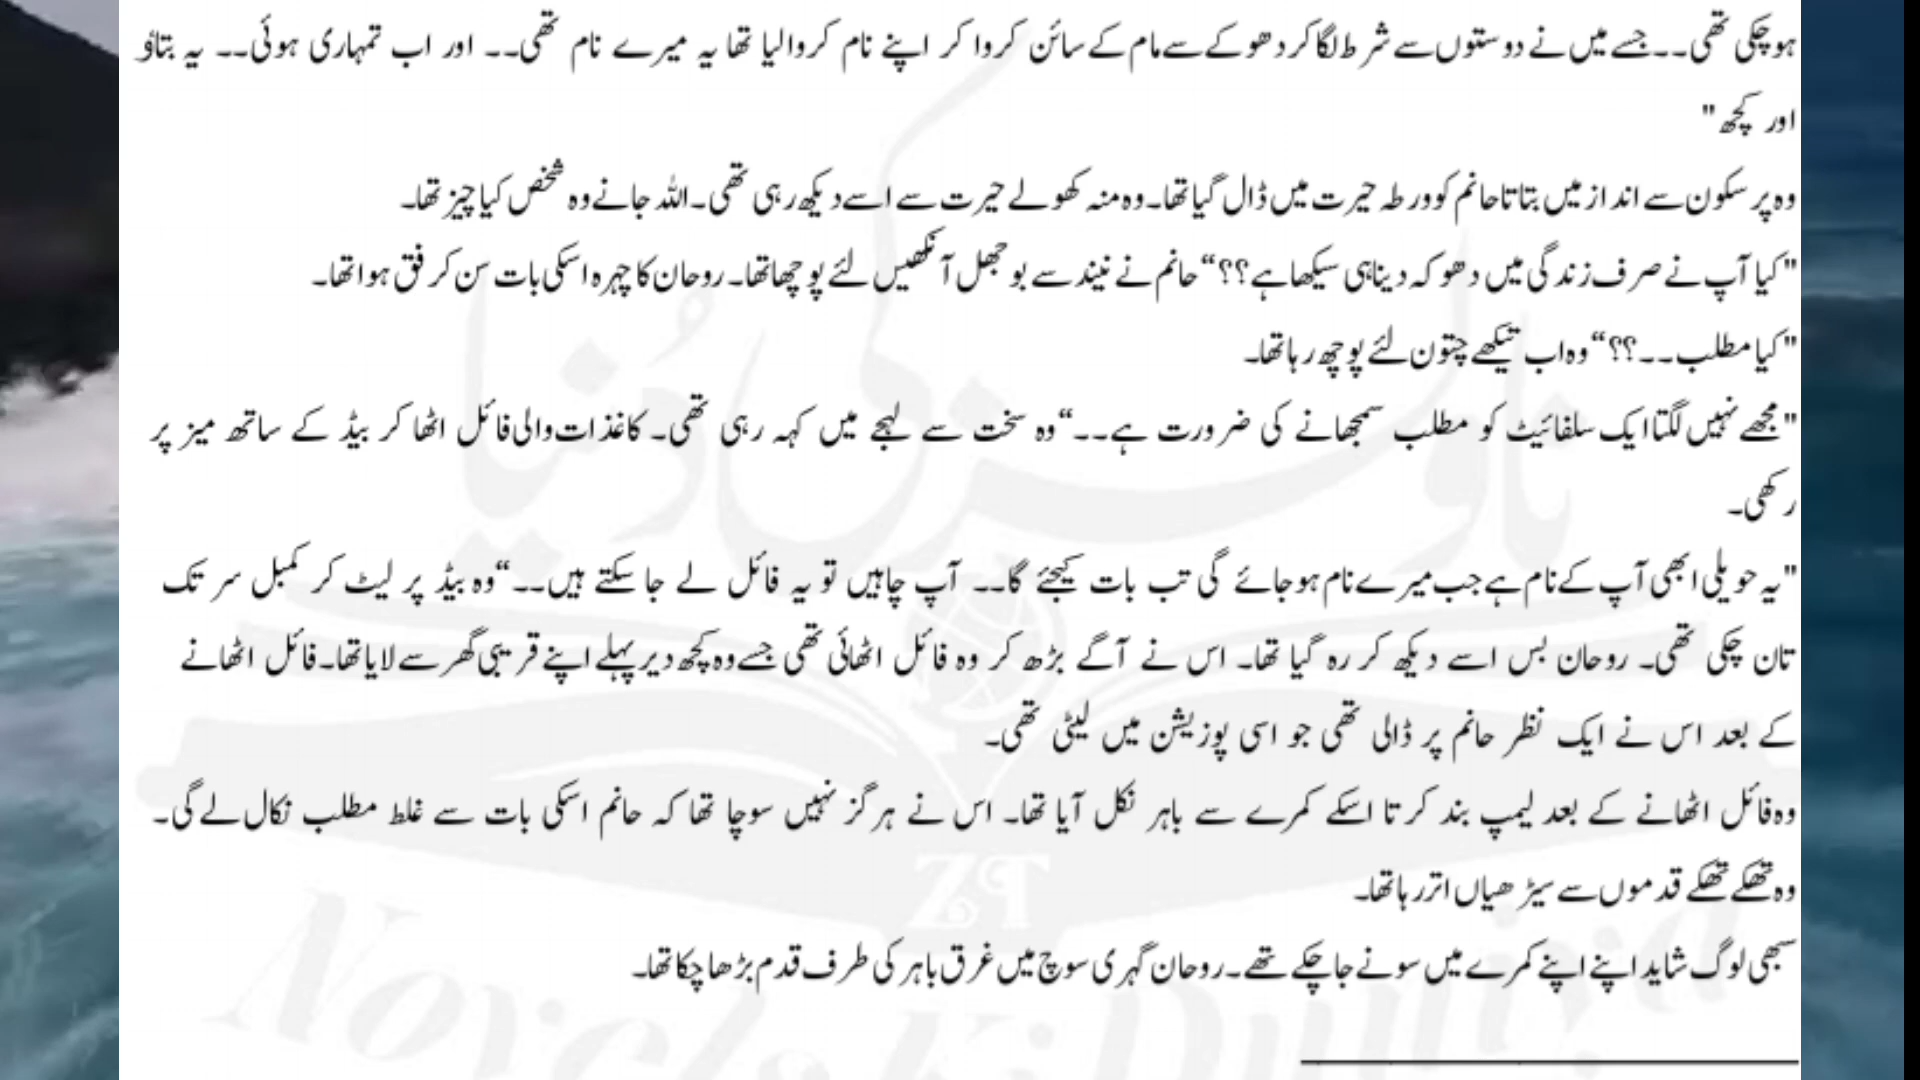 ہوچکی تھی۔۔جسے میں نے دوستوں سے شرط لگا کر دھوکے سے مام کے سائن کروا کر اپنے نام کروالیا تھا یہ میرے نام تھی۔۔ اور اب تمہاری ہوئی۔۔ یہ بتاؤ
اور کچھ"
وہ پر سکون سے انداز میں بتاتا حانم کو ورطہ حیرت میں ڈال گیا تھا۔وہ منہ کھولے حیرت سے اسے دیکھ رہی تھی۔اللہ جانے وہ شخص کیا چیز تھا۔
"کیا آپ نے صرف زندگی میں دھوکہ دینا ہی سیکھا ہے؟؟“حانم نے نیند سے بوجھل آنکھیں لئے پوچھا تھا۔ روحان کا چہرہ اسکی بات سن کر فق ہوا تھا۔
"کیا مطلب۔۔؟؟“وہ اب تیکھے چتون لئے پوچھ رہا تھا۔
"مجھے نہیں لگتا ایک سلفائیٹ کو مطلب سمجھانے کی ضرورت ہے۔۔“وہ سخت سے لہجے میں کہہ رہی تھی۔ کاغذات والی فائل اٹھا کر بیڈ کے ساتھ میز پر
رکھی۔
"یہ حویلی ابھی آپ کے نام ہے جب میرے نام ہوجائے گی تب بات کیجئے گا۔۔ آپ چاہیں تو یہ فائل لے جا سکتے ہیں۔۔“وہ بیڈ پر لیٹ کر کمبل سر تک
تان چکی تھی۔ روحان بس اسے دیکھ کر رہ گیا تھا۔ اس نے آگے بڑھ کر وہ فائل اٹھائی تھی جسے وہ کچھ دیر پہلے اپنے قریبی گھر سے لایا تھا۔فائل اٹھانے
کے بعد اس نے ایک نظر حانم پر ڈالی تھی جو اسی پوزیشن میں لیٹی تھی۔
وہ فائل اٹھانے کے بعد لیمپ بند کرتا اسکے کمرے سے باہر نکل آیا تھا۔ اس نے ہرگز نہیں سوچا تھا کہ حانم اسکی بات سے غلط مطلب نکال لے گی۔
وہ تھکے تھکے قدموں سے سیڑھیاں اتر رہا تھا۔
سبھی لوگ شاید اپنے اپنے کمرے میں سونے جاچکے تھے۔روحان گہری سوچ میں غرق باہر کی طرف قدم بڑھا چکا تھا۔
ناولز کی دُنیا
ZT
Novels Ki Duniya